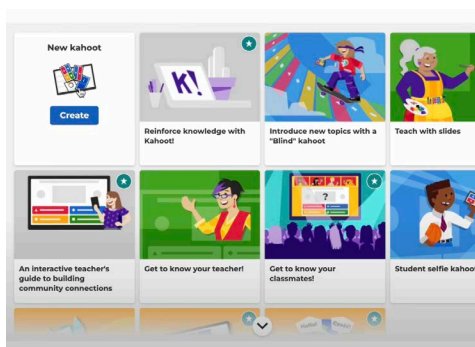 New kahoot
Create
K!
Reinforce knowledge with
Kahoot!
Introduce new topics with a
"Blind" kahoot
Teach with slides
?
An interactive teacher's
guide to building
community connections
Get to know your teacher!
Get to know your
classmates!
Student selfie kahoot